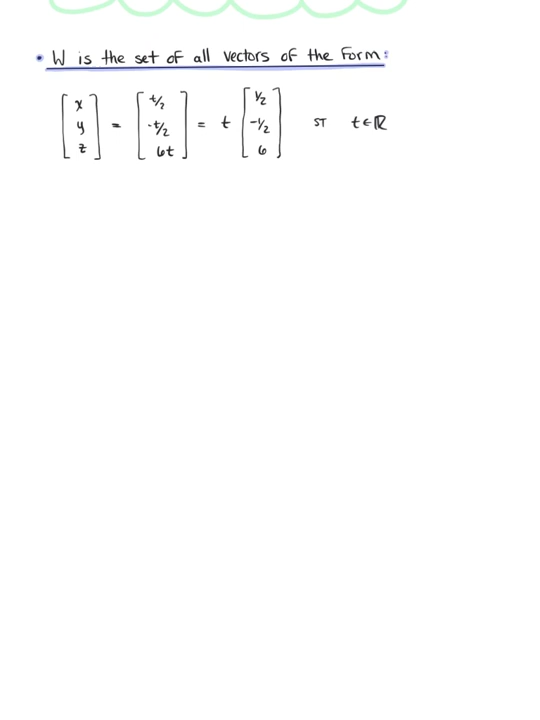 • W is the set of all vectors of the form:
[x y z] = [t/2 -t/2 6t] = t [1/2 -1/2 6] ST t∈ℝ